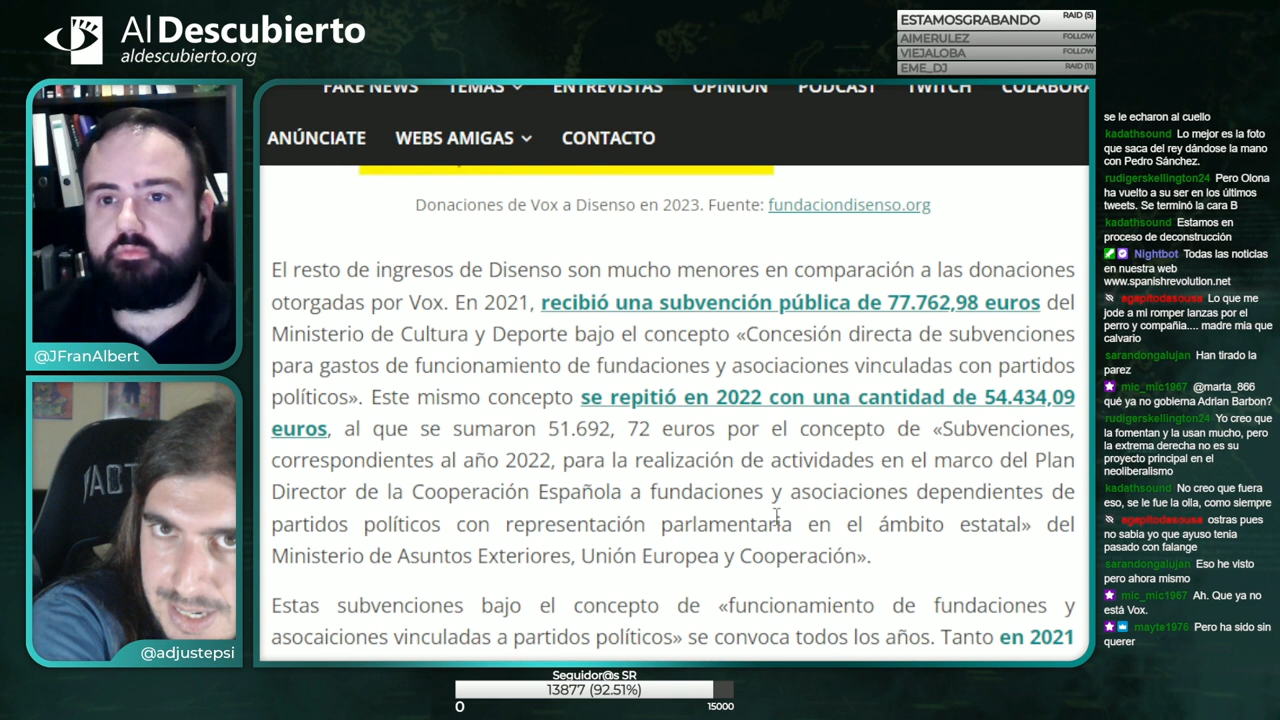 Al Descubierto
aldescubierto.org
ESTAMOSGRABANDO RAID (5)
AIMERULEZ FOLLOW
VIEJALOBA FOLLOW
EME_DJ RAID (11)
FAKE NEWS TEMAS ENTREVISTAS OPINIÓN PODCAST TWITCH COLABORA
ANÚNCIATE WEBS AMIGAS CONTACTO
Donaciones de Vox a Disenso en 2023. Fuente: fundaciondisenso.org
El resto de ingresos de Disenso son mucho menores en comparación a las donaciones
otorgadas por Vox. En 2021, recibió una subvención pública de 77.762,98 euros del
Ministerio de Cultura y Deporte bajo el concepto «Concesión directa de subvenciones
para gastos de funcionamiento de fundaciones y asociaciones vinculadas con partidos
políticos». Este mismo concepto se repitió en 2022 con una cantidad de 54.434,09
euros, al que se sumaron 51.692, 72 euros por el concepto de «Subvenciones,
correspondientes al año 2022, para la realización de actividades en el marco del Plan
Director de la Cooperación Española a fundaciones y asociaciones dependientes de
partidos políticos con representación parlamentaria en el ámbito estatal» del
Ministerio de Asuntos Exteriores, Unión Europea y Cooperación».
Estas subvenciones bajo el concepto de «funcionamiento de fundaciones y
asocaiciones vinculadas a partidos políticos» se convoca todos los años. Tanto en 2021
@JFranAlbert
@adjustepsi
se le echaron al cuello
kadathsound Lo mejor es la foto
que saca del rey dándose la mano
con Pedro Sánchez.
rudigerskellington24 Pero Olona
ha vuelto a su ser en los últimos
tweets. Se terminó la cara B
kadathsound Estamos en
proceso de deconstrucción
Nightbot Todas las noticias
en nuestra web
www.spanishrevolution.net
agapitodasousa Lo que me
jode a mi romper lanzas por el
perro y compañia.... madre mia que
calvario
sarandongalujan Han tirado la
parez
mic_mic1967 @marta_866
qué ya no gobierna Adrian Barbon?
rudigerskellington24 Yo creo que
la fomentan y la usan mucho, pero
la extrema derecha no es su
proyecto principal en el
neoliberalismo
kadathsound No creo que fuera
eso, se le fue la olla, como siempre
agapitodasousa ostras pues
no sabia yo que ayuso tenia
pasado con falange
sarandongalujan Eso he visto
pero ahora mismo
mic_mic1967 Ah. Que ya no
está Vox.
mayte1976 Pero ha sido sin
querer
Seguidor@s SR
13877 (92.51%)
0 15000